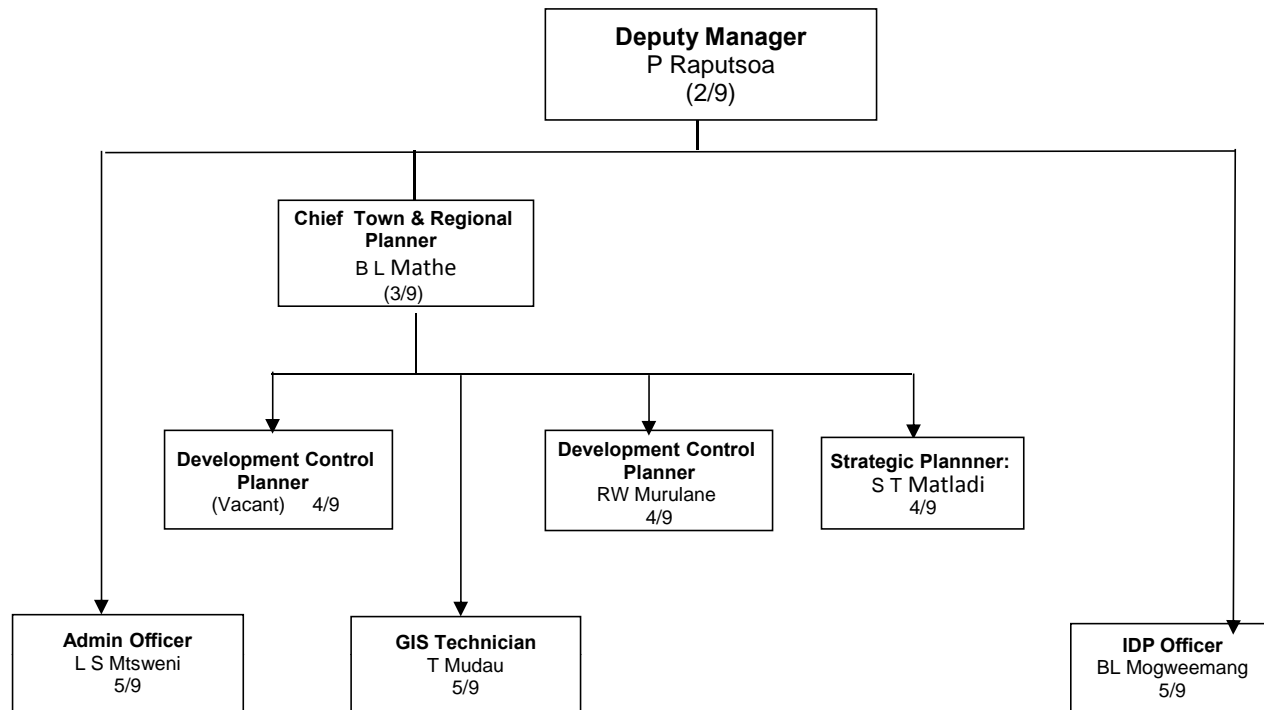 Deputy Manager
P Raputsoa
(2/9)
Chief Town & Regional
Planner
B L Mathe
(3/9)
Development Control
Planner
(Vacant) 4/9
Development Control
Planner
RW Murulane
4/9
Strategic Plannner:
S T Matladi
4/9
Admin Officer
L S Mtsweni
5/9
GIS Technician
T Mudau
5/9
IDP Officer
BL Mogweemang
5/9